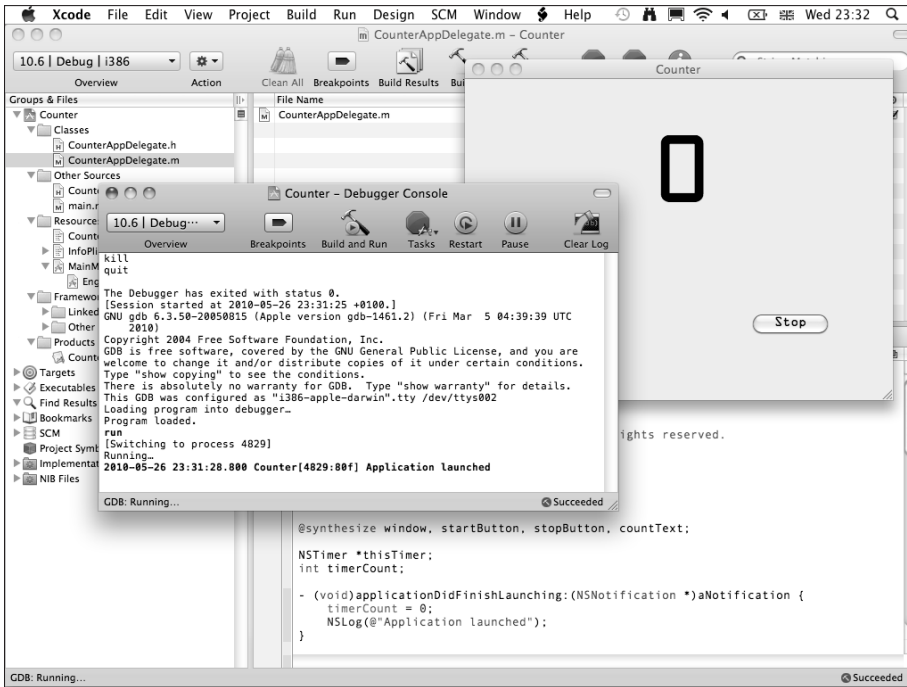 Xcode File Edit View Project Build Run Design SCM Window Help Wed 23:32
CounterAppDelegate.m – Counter
10.6 | Debug | i386
Overview
Action
Clean All
Breakpoints
Build Results
Groups & Files
Counter
Classes
CounterAppDelegate.h
CounterAppDelegate.m
Other Sources
Resource
MainM
Linked
Other
Products
Targets
Executables
Find Results
Bookmarks
SCM
Project Symb
NIB Files
File Name
CounterAppDelegate.m
Counter
0
Stop
Counter – Debugger Console
10.6 | Debug...
Overview
Breakpoints
Build and Run
Tasks
Restart
Pause
Clear Log
kill
quit
The Debugger has exited with status 0.
[Session started at 2010-05-26 23:31:25 +0100.]
GNU gdb 6.3.50-20050815 (Apple version gdb-1461.2) (Fri Mar 5 04:39:39 UTC
2010)
Copyright 2004 Free Software Foundation, Inc.
GDB is free software, covered by the GNU General Public License, and you are
welcome to change it and/or distribute copies of it under certain conditions.
Type "show copying" to see the conditions.
There is absolutely no warranty for GDB. Type "show warranty" for details.
This GDB was configured as "i386-apple-darwin".tty /dev/ttys002
Loading program into debugger…
Program loaded.
run
[Switching to process 4829]
Running…
2010-05-26 23:31:28.800 Counter[4829:80f] Application launched
GDB: Running...
Succeeded
ights reserved.
@synthesize window, startButton, stopButton, countText;
NSTimer *thisTimer;
int timerCount;
- (void)applicationDidFinishLaunching:(NSNotification *)aNotification {
timerCount = 0;
NSLog(@"Application launched");
}
GDB: Running...
Succeeded